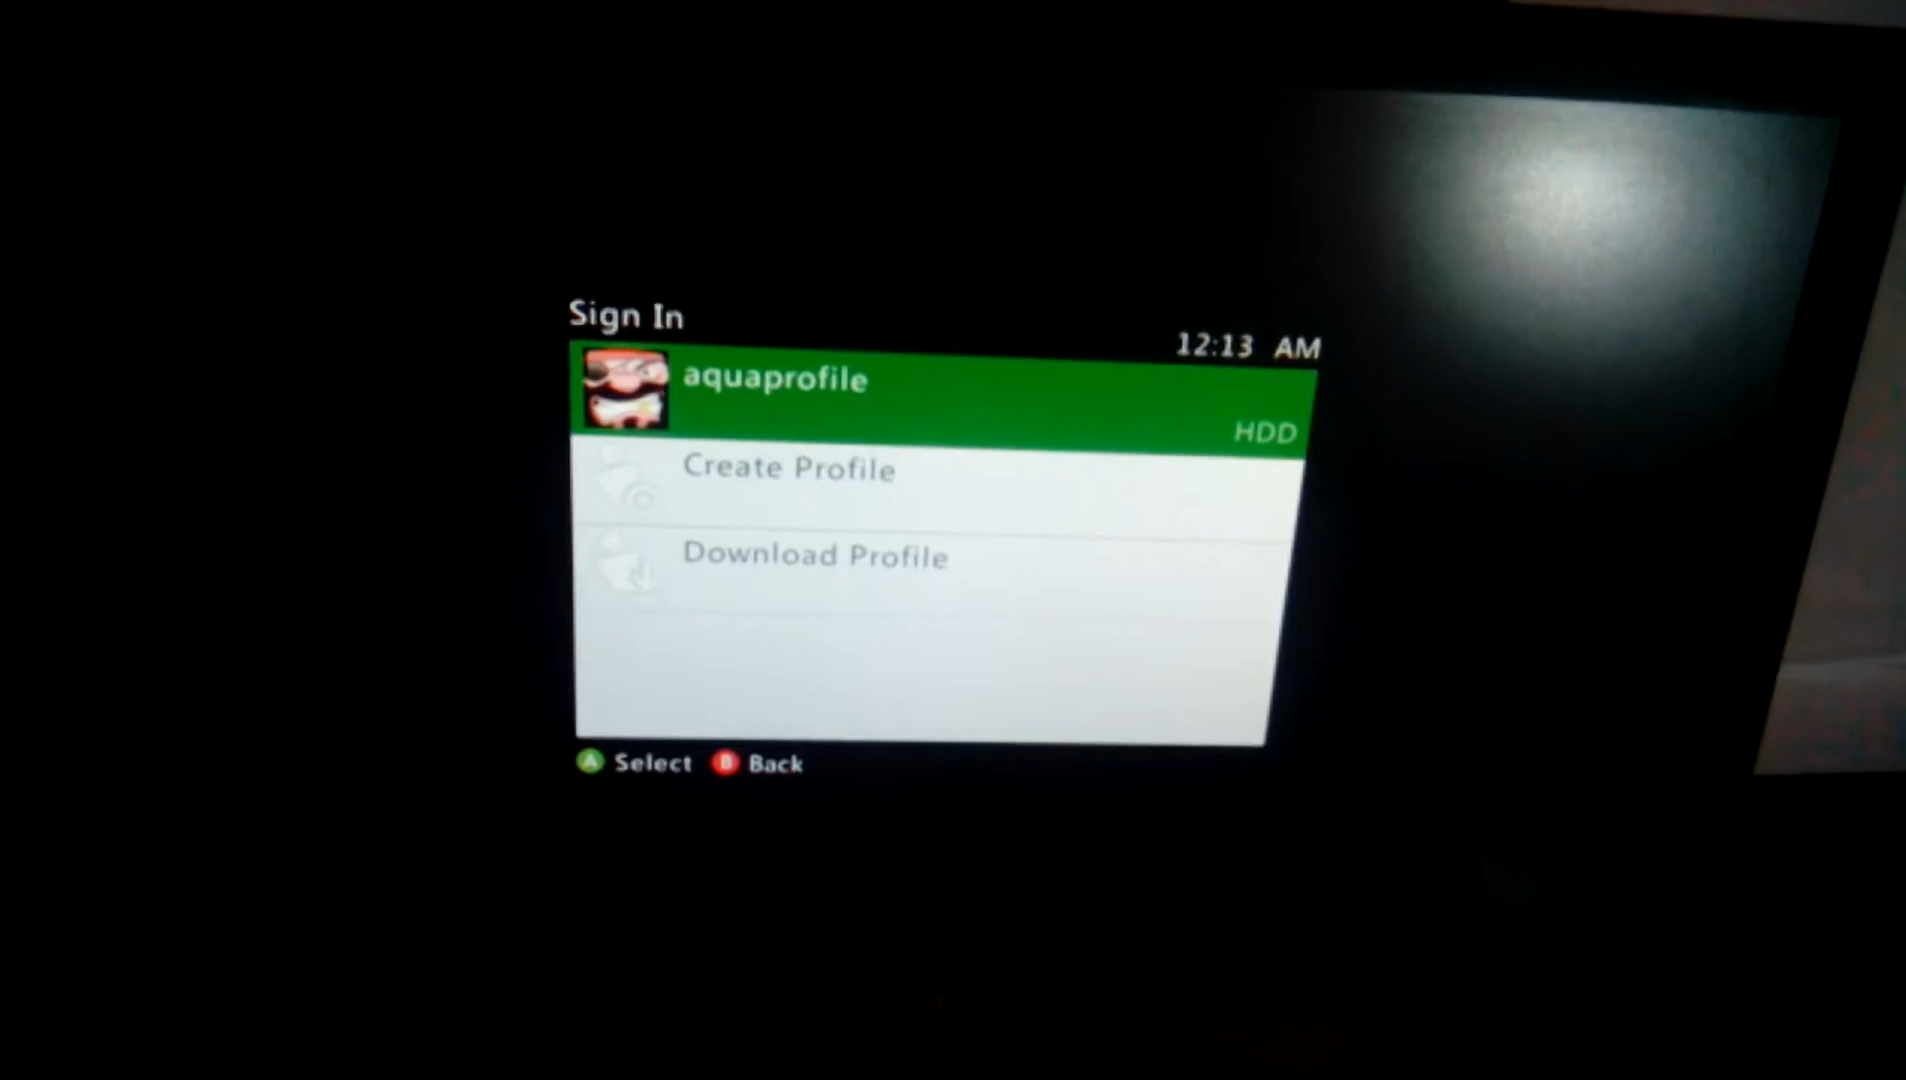 Sign In
12:13 AM
aquaprofile
HDD
Create Profile
Download Profile
A Select B Back